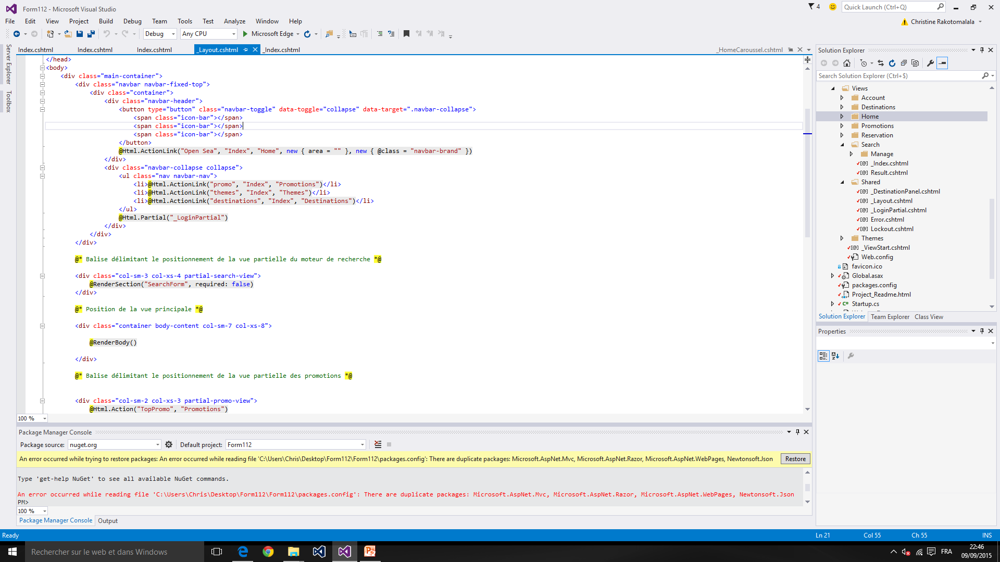 Form112 - Microsoft Visual Studio
4
Quick Launch (Ctrl+Q)
File Edit View Project Build Debug Team Tools Test Analyze Window Help
Christine Rakotomalala
Debug Any CPU Microsoft Edge
Server Explorer
Toolbox
Index.cshtml Index.cshtml Index.cshtml _Layout.cshtml _Index.cshtml _HomeCaroussel.cshtml
</head>
<body>
<div class="main-container">
<div class="navbar navbar-fixed-top">
<div class="container">
<div class="navbar-header">
<button type="button" class="navbar-toggle" data-toggle="collapse" data-target=".navbar-collapse">
<span class="icon-bar"></span>
<span class="icon-bar"></span>
<span class="icon-bar"></span>
</button>
@Html.ActionLink("Open Sea", "Index", "Home", new { area = "" }, new { @class = "navbar-brand" })
</div>
<div class="navbar-collapse collapse">
<ul class="nav navbar-nav">
<li>@Html.ActionLink("promo", "Index", "Promotions")</li>
<li>@Html.ActionLink("themes", "Index", "Themes")</li>
<li>@Html.ActionLink("destinations", "Index", "Destinations")</li>
</ul>
@Html.Partial("_LoginPartial")
</div>
</div>
</div>
@* Balise délimitant le positionnement de la vue partielle du moteur de recherche *@
<div class="col-sm-3 col-xs-4 partial-search-view">
@RenderSection("SearchForm", required: false)
</div>
@* Position de la vue principale *@
<div class="container body-content col-sm-7 col-xs-8">
@RenderBody()
</div>
@* Balise délimitant le positionnement de la vue partielle des promotions *@
<div class="col-sm-2 col-xs-3 partial-promo-view">
@Html.Action("TopPromo", "Promotions")
100 %
Package Manager Console
Package source: nuget.org Default project: Form112
An error occurred while trying to restore packages: An error occurred while reading file 'C:\Users\Chris\Desktop\Form112\Form112\packages.config': There are duplicate packages: Microsoft.AspNet.Mvc, Microsoft.AspNet.Razor, Microsoft.AspNet.WebPages, Newtonsoft.Json Restore
Type 'get-help NuGet' to see all available NuGet commands.
An error occurred while reading file 'C:\Users\Chris\Desktop\Form112\Form112\packages.config': There are duplicate packages: Microsoft.AspNet.Mvc, Microsoft.AspNet.Razor, Microsoft.AspNet.WebPages, Newtonsoft.Json
PM>
100 %
Package Manager Console Output
Solution Explorer
Search Solution Explorer (Ctrl+$)
Views
Account
Destinations
Home
Promotions
Reservation
Search
Manage
_Index.cshtml
Result.cshtml
Shared
_DestinationPanel.cshtml
_Layout.cshtml
_LoginPartial.cshtml
Error.cshtml
Lockout.cshtml
Themes
_ViewStart.cshtml
Web.config
favicon.ico
Global.asax
packages.config
Project_Readme.html
Startup.cs
Solution Explorer Team Explorer Class View
Properties
Ready Ln 21 Col 55 Ch 55 INS
Rechercher sur le web et dans Windows
FRA
22:46
09/09/2015